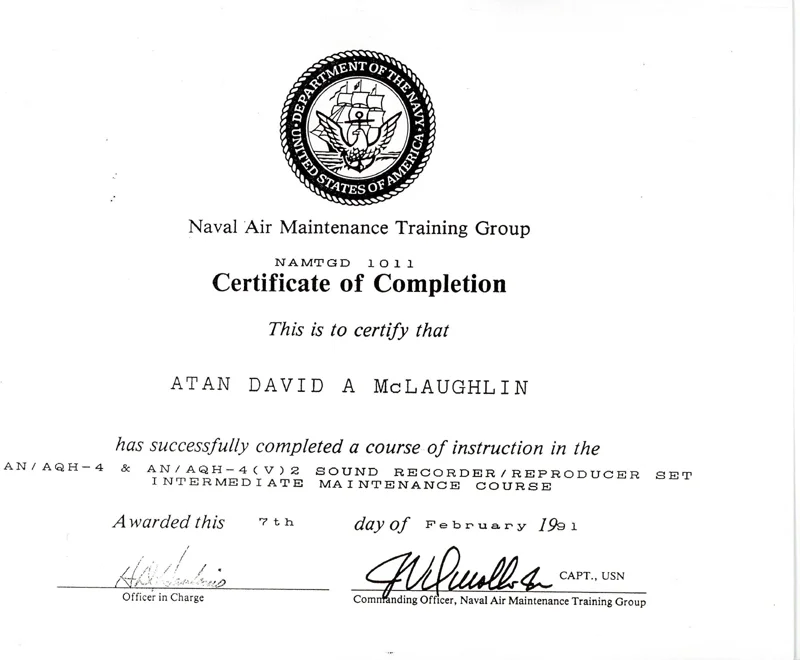 DEPARTMENT OF THE NAVY
UNITED STATES OF AMERICA
Naval Air Maintenance Training Group
NAMTGD 1011
Certificate of Completion
This is to certify that
ATAN DAVID A McLAUGHLIN
has successfully completed a course of instruction in the
AN/AQH-4 & AN/AQH-4(V)2 SOUND RECORDER/REPRODUCER SET
INTERMEDIATE MAINTENANCE COURSE
Awarded this 7th day of February 1991
CAPT., USN
Officer in Charge
Commanding Officer, Naval Air Maintenance Training Group